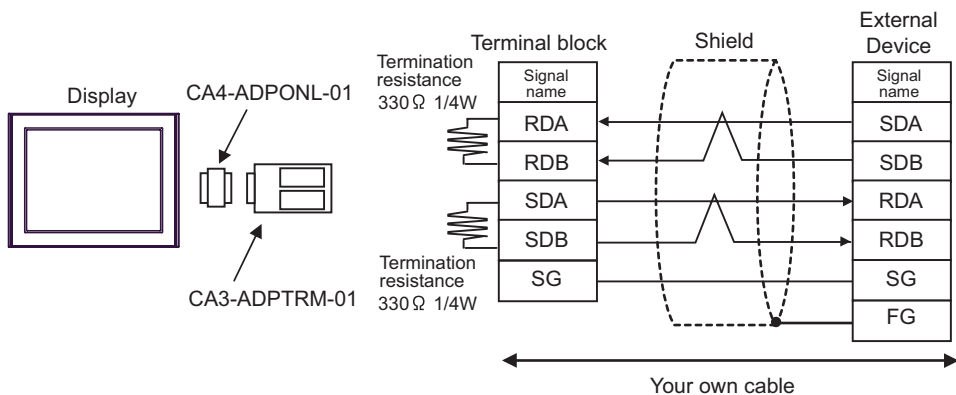 Display
CA4-ADPONL-01
CA3-ADPTRM-01
Termination
resistance
330Ω 1/4W
Termination
resistance
330Ω 1/4W
Terminal block
Signal
name
RDA
RDB
SDA
SDB
SG
Shield
External
Device
Signal
name
SDA
SDB
RDA
RDB
SG
FG
Your own cable